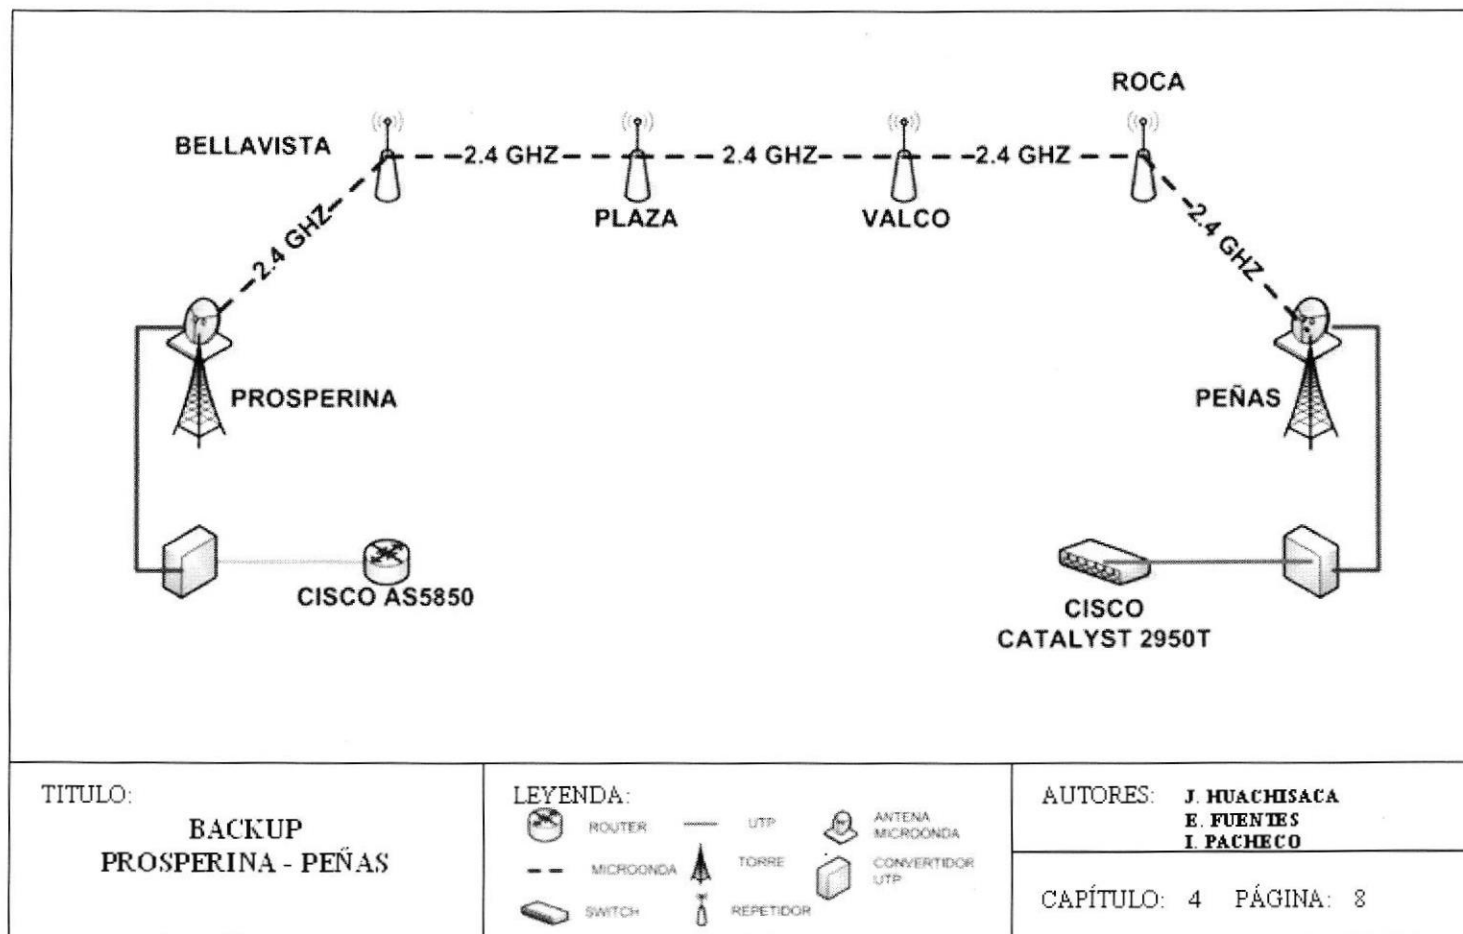 ROCA
BELLAVISTA
2.4 GHZ
2.4 GHZ
2.4 GHZ
PLAZA
VALCO
2.4 GHZ
2.4 GHZ
PROSPERINA
PEÑAS
CISCO AS5850
CISCO
CATALYST 2950T
TITULO:
BACKUP
PROSPERINA - PEÑAS
LEYENDA:
ROUTER
UTP
ANTENA
MICROONDA
MICROONDA
TORRE
CONVERTIDOR
UTP
SWITCH
REPETIDOR
AUTORES: J. HUACHISACA
E. FUENTES
I. PACHECO
CAPÍTULO: 4 PÁGINA: 8